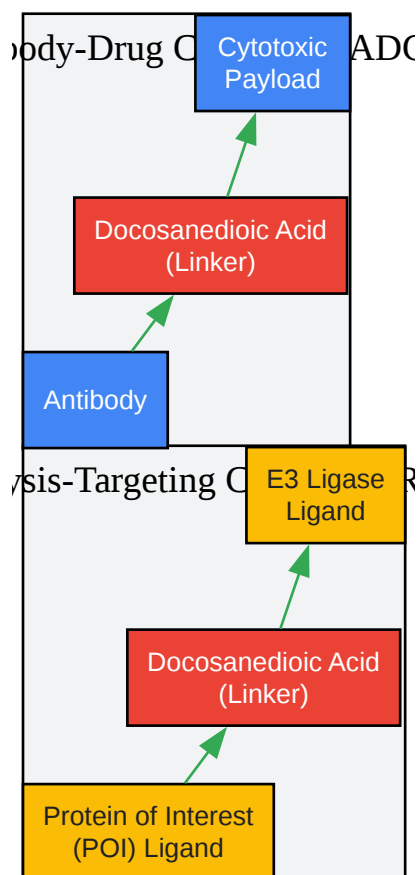 body-Drug C
ADC
Cytotoxic
Payload
Docosanedioic Acid
(Linker)
Antibody
ysis-Targeting C
E3 Ligase
Ligand
Docosanedioic Acid
(Linker)
Protein of Interest
(POI) Ligand